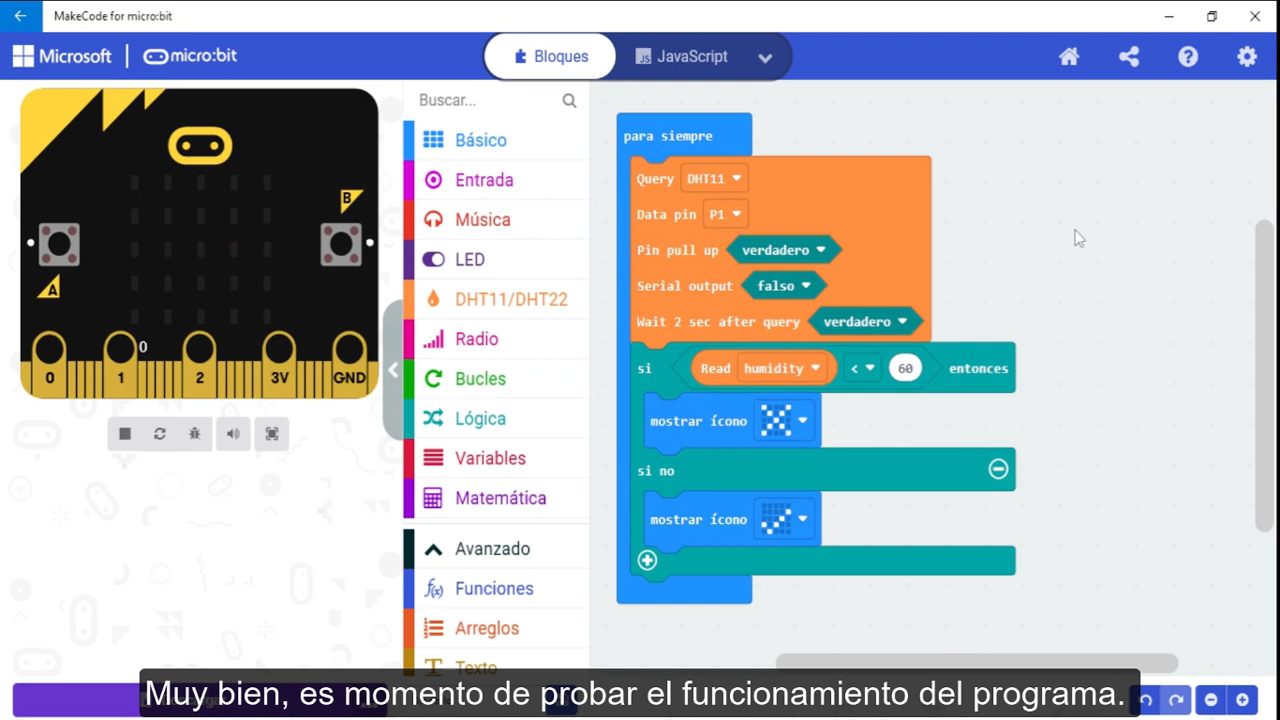 MakeCode for micro:bit
Microsoft
micro:bit
Bloques
JavaScript
B
A
0
0
1
2
3V
GND
Buscar...
Básico
Entrada
Música
LED
DHT11/DHT22
Radio
Bucles
Lógica
Variables
Matemática
Avanzado
Funciones
Arreglos
Texto
para siempre
Query DHT11
Data pin P1
Pin pull up verdadero
Serial output falso
Wait 2 sec after query verdadero
si Read humidity < 60 entonces
mostrar ícono
si no
mostrar ícono
Muy bien, es momento de probar el funcionamiento del programa.